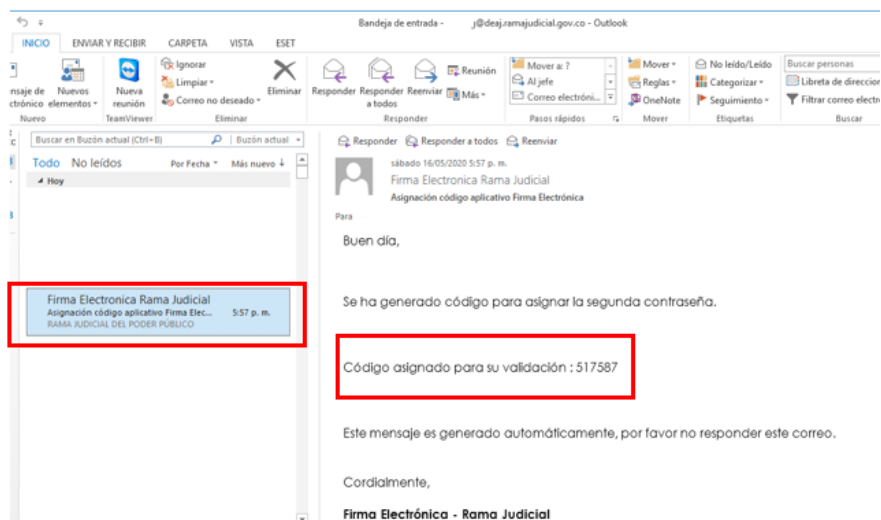 Bandeja de entrada - @deaj.ramajudicial.gov.co - Outlook
INICIO ENVIAR Y RECIBIR CARPETA VISTA ESET
Ignorar
Limpiar
Correo no deseado
Eliminar
nsaje de Nuevos Nueva
ctrónico elementos reunión
Nuevo TeamViewer Eliminar
Responder Responder Reenviar
a todos
Reunión
Más
Responder
Mover a: ?
Al jefe
Correo electróni...
Pasos rápidos
Mover
Reglas
OneNote
Mover
No leído/Leído
Categorizar
Seguimiento
Etiquetas
Buscar personas
Libreta de direccion
Filtrar correo electró
Buscar
Buscar en Buzón actual (Ctrl+B) Buzón actual
Todo No leídos Por Fecha Más nuevo
Hoy
Firma Electronica Rama Judicial
Asignación código aplicativo Firma Elec... 5:57 p. m.
RAMA JUDICIAL DEL PODER PÚBLICO
Responder Responder a todos Reenviar
sábado 16/05/2020 5:57 p. m.
Firma Electronica Rama Judicial
Asignación código aplicativo Firma Electrónica
Para
Buen día,
Se ha generado código para asignar la segunda contraseña.
Código asignado para su validación : 517587
Este mensaje es generado automáticamente, por favor no responder este correo.
Cordialmente,
Firma Electrónica - Rama Judicial